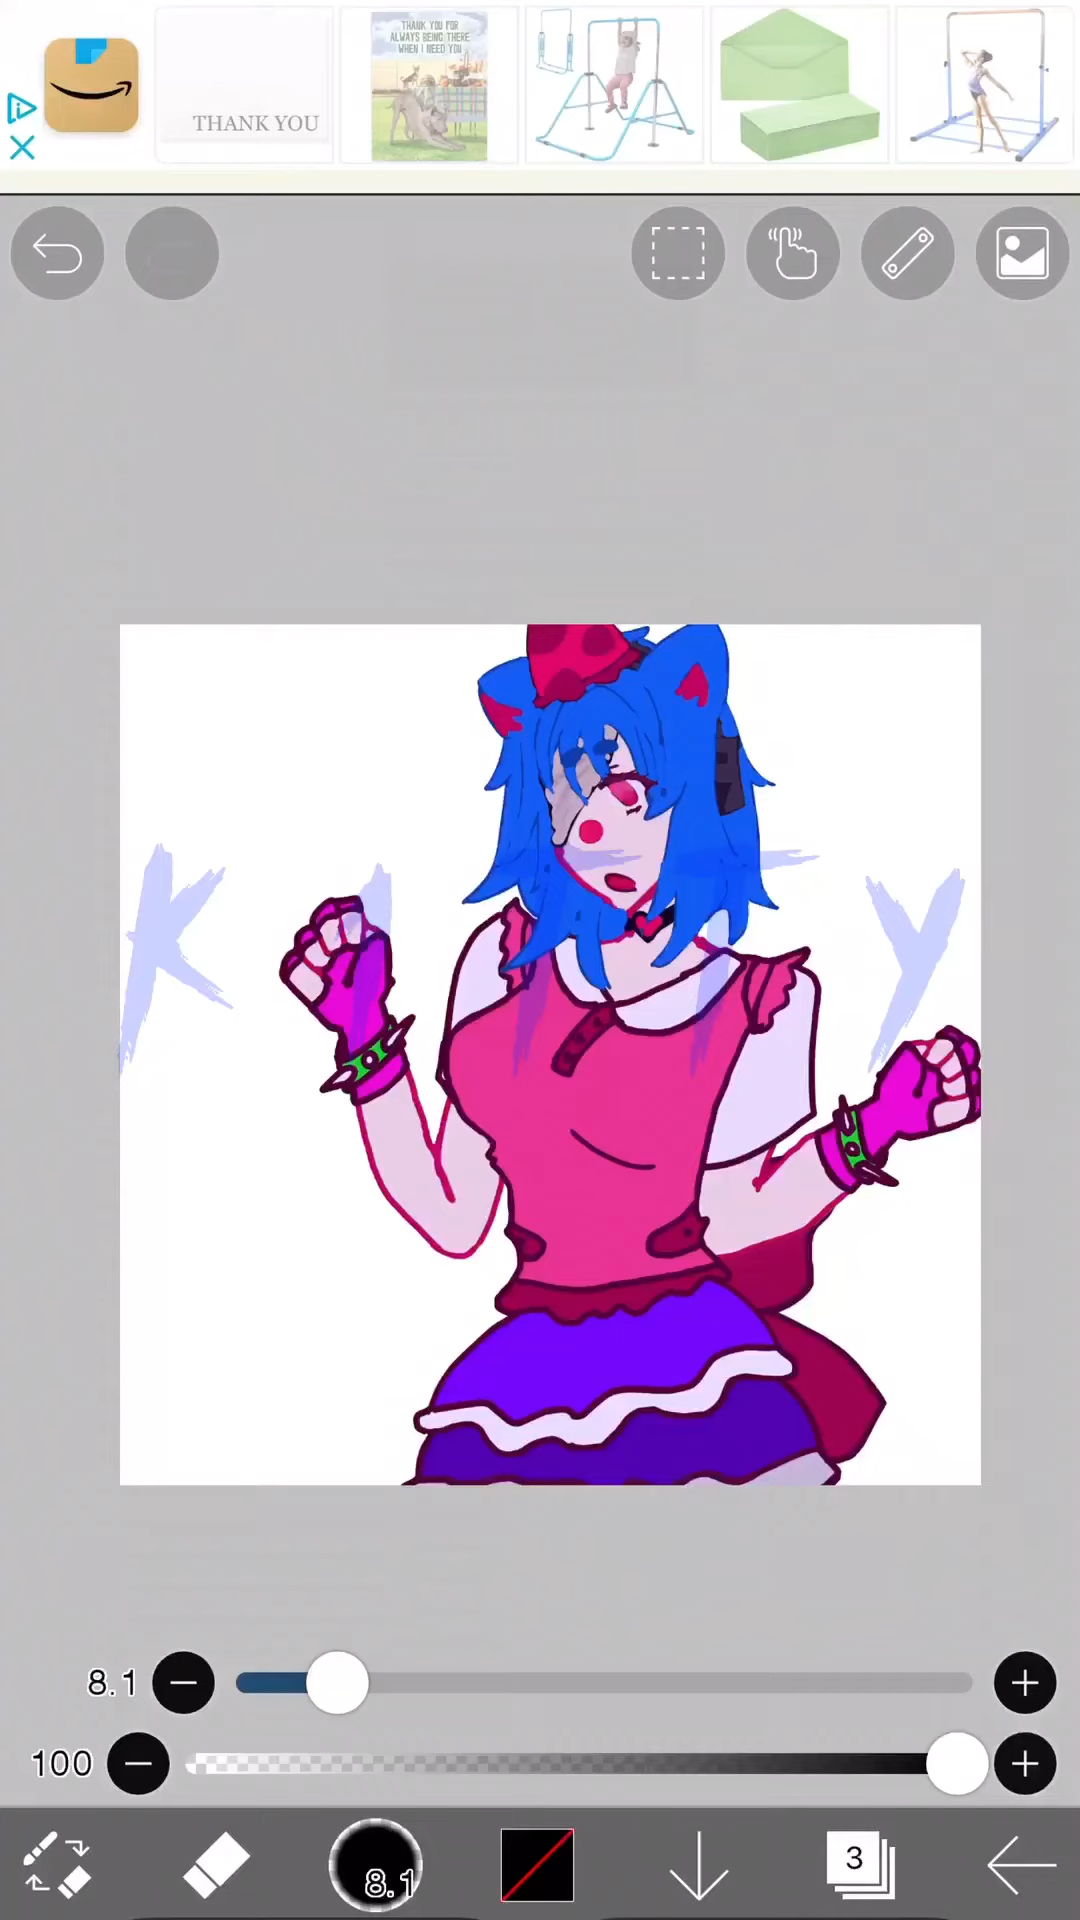 THANK YOU
THANK YOU FOR
ALWAYS BEING THERE
WHEN I NEED YOU
K I T T Y
8.1
100
8.1
3